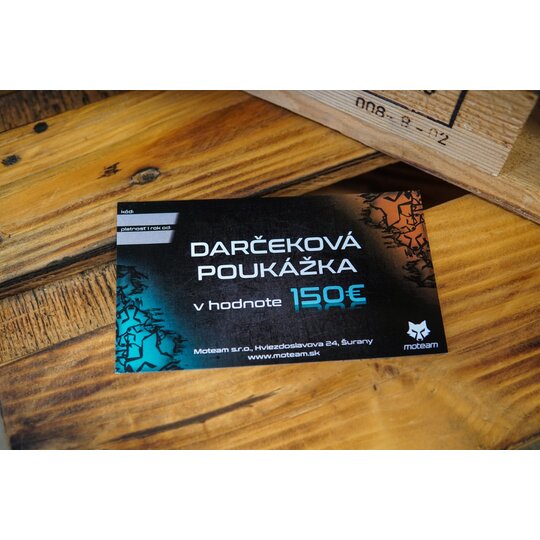 008-9-02
kód:
platnosť 1 rok od:
DARČEKOVÁ
POUKÁŽKA
v hodnote 150€
Moteam s.r.o., Hviezdoslavova 24, Šurany
www.moteam.sk
moteam